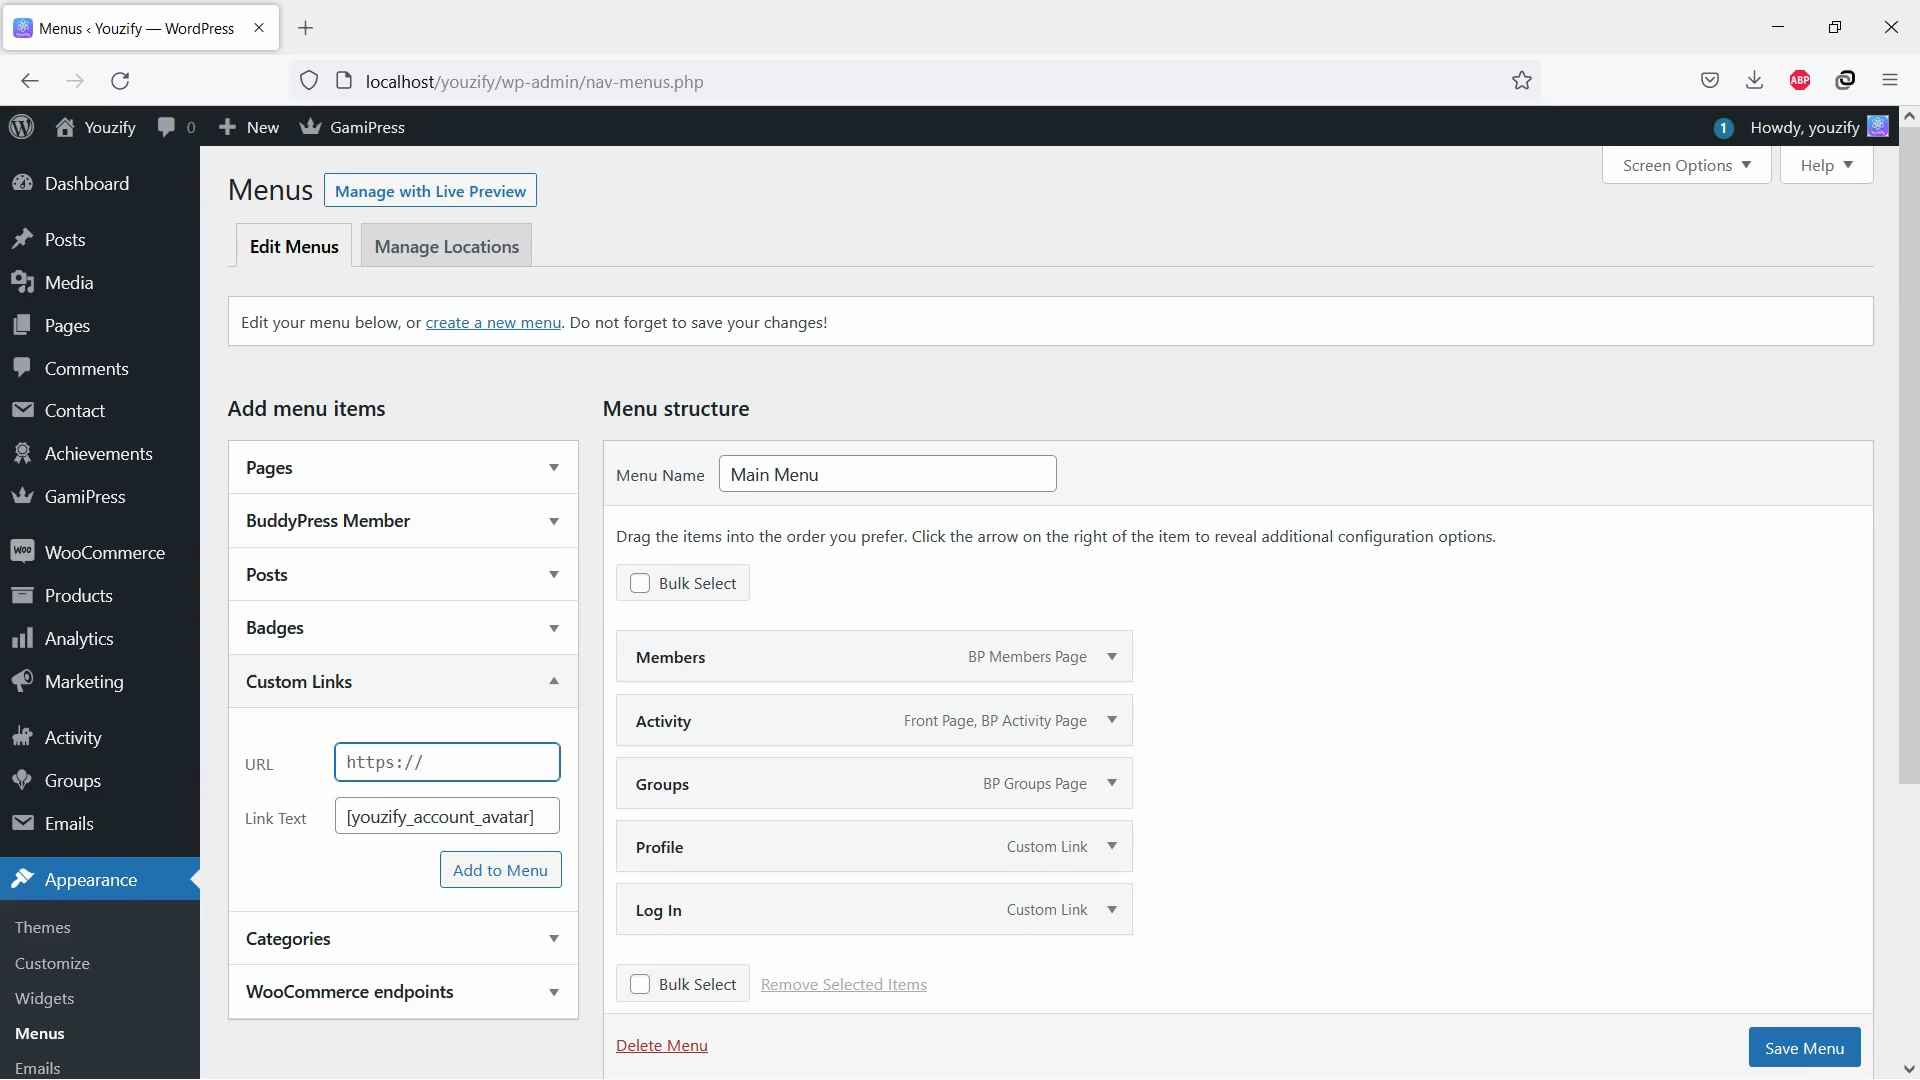 Menus ‹ Youzify — WordPress
localhost/youzify/wp-admin/nav-menus.php
ABP
Youzify
0
New
GamiPress
1
Howdy, youzify
Dashboard
Posts
Media
Pages
Comments
Contact
Achievements
GamiPress
WooCommerce
Products
Analytics
Marketing
Activity
Groups
Emails
Appearance
Themes
Customize
Widgets
Menus
Emails
Screen Options
Help
Menus
Manage with Live Preview
Edit Menus
Manage Locations
Edit your menu below, or create a new menu. Do not forget to save your changes!
Add menu items
Pages
BuddyPress Member
Posts
Badges
Custom Links
URL
https://
Link Text
[youzify_account_avatar]
Add to Menu
Categories
WooCommerce endpoints
Menu structure
Menu Name
Main Menu
Drag the items into the order you prefer. Click the arrow on the right of the item to reveal additional configuration options.
Bulk Select
Members
BP Members Page
Activity
Front Page, BP Activity Page
Groups
BP Groups Page
Profile
Custom Link
Log In
Custom Link
Bulk Select
Remove Selected Items
Delete Menu
Save Menu